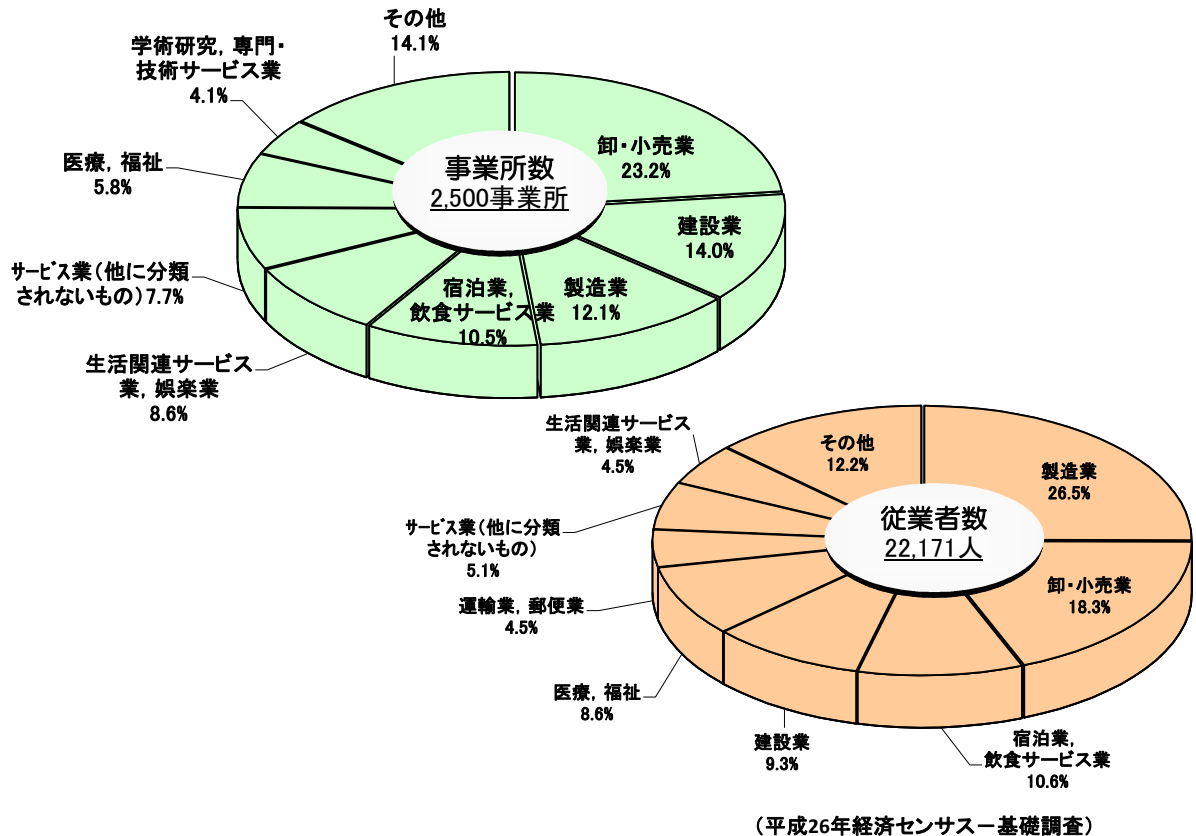 その他
14.1%
学術研究, 専門・
技術サービス業
4.1%
医療, 福祉
5.8%
サービス業(他に分類
されないもの)7.7%
生活関連サービス
業, 娯楽業
8.6%
事業所数
2,500事業所
卸・小売業
23.2%
建設業
14.0%
製造業
12.1%
宿泊業,
飲食サービス業
10.5%
生活関連サービス
業, 娯楽業
4.5%
サービス業(他に分類
されないもの)
5.1%
運輸業, 郵便業
4.5%
医療, 福祉
8.6%
建設業
9.3%
その他
12.2%
従業者数
22,171人
製造業
26.5%
卸・小売業
18.3%
宿泊業,
飲食サービス業
10.6%
(平成26年経済センサス−基礎調査)